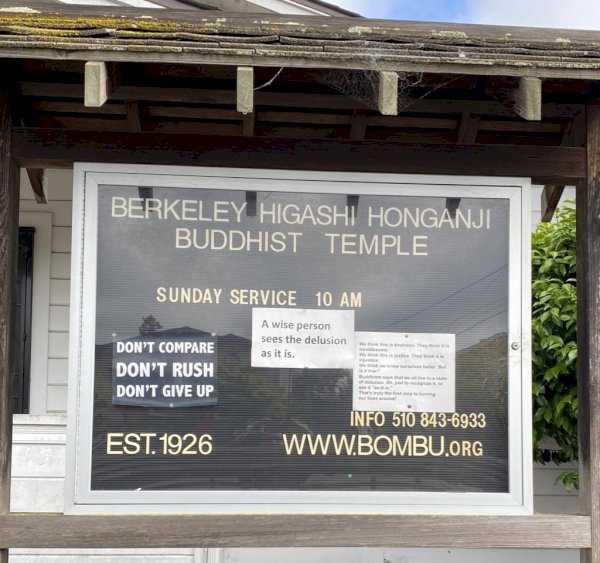 BERKELEY HIGASHI HONGANJI
BUDDHIST TEMPLE
SUNDAY SERVICE 10 AM
DON'T COMPARE
DON'T RUSH
DON'T GIVE UP
A wise person
sees the delusion
as it is.
We think this is kindness. They think it is
meddlesome.
We think this is justice. They think it is
injustice.
We think we know ourselves better. But
is it true?
Buddhism says that we all live in a state
of delusion. Ah, just to recognize it, to
see it "as-it-is."
That's truly the first step to turning
our lives around!
INFO 510 843-6933
EST. 1926
WWW.BOMBU.ORG